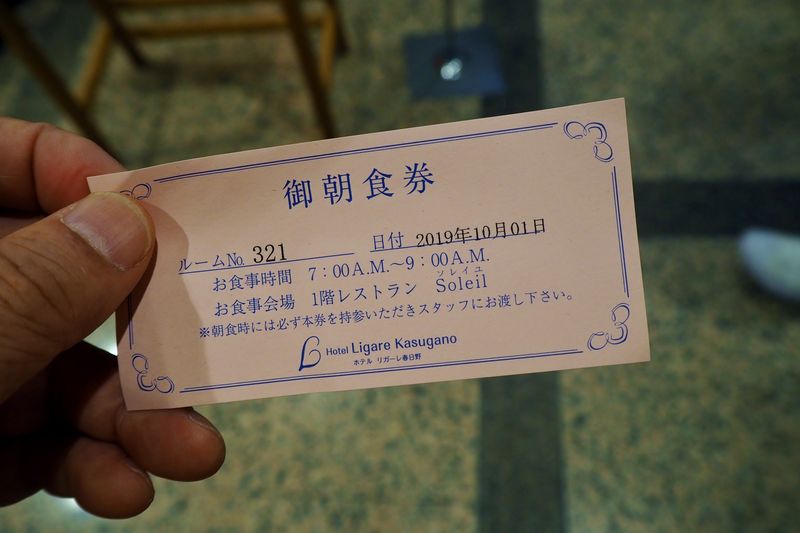 御朝食券
ルームNo. 321 日付 2019年10月01日
お食事時間 7：00A.M.～9：00A.M.
ソレイユ
お食事会場 1階レストラン Soleil
※朝食時には必ず本券を持参いただきスタッフにお渡し下さい。
Hotel Ligare Kasugano
ホテル リガーレ春日野